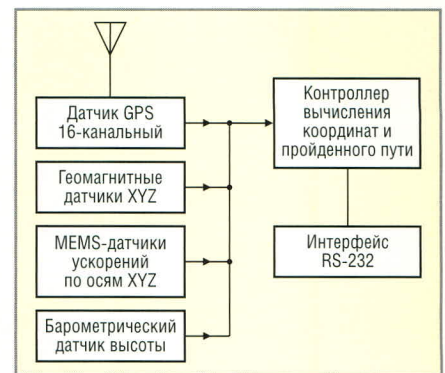 Датчик GPS
16-канальный
Геомагнитные
датчики XYZ
MEMS-датчики
ускорений
по осям XYZ
Барометрический
датчик высоты
Контроллер
вычисления
координат и
пройденного пути
Интерфейс
RS-232